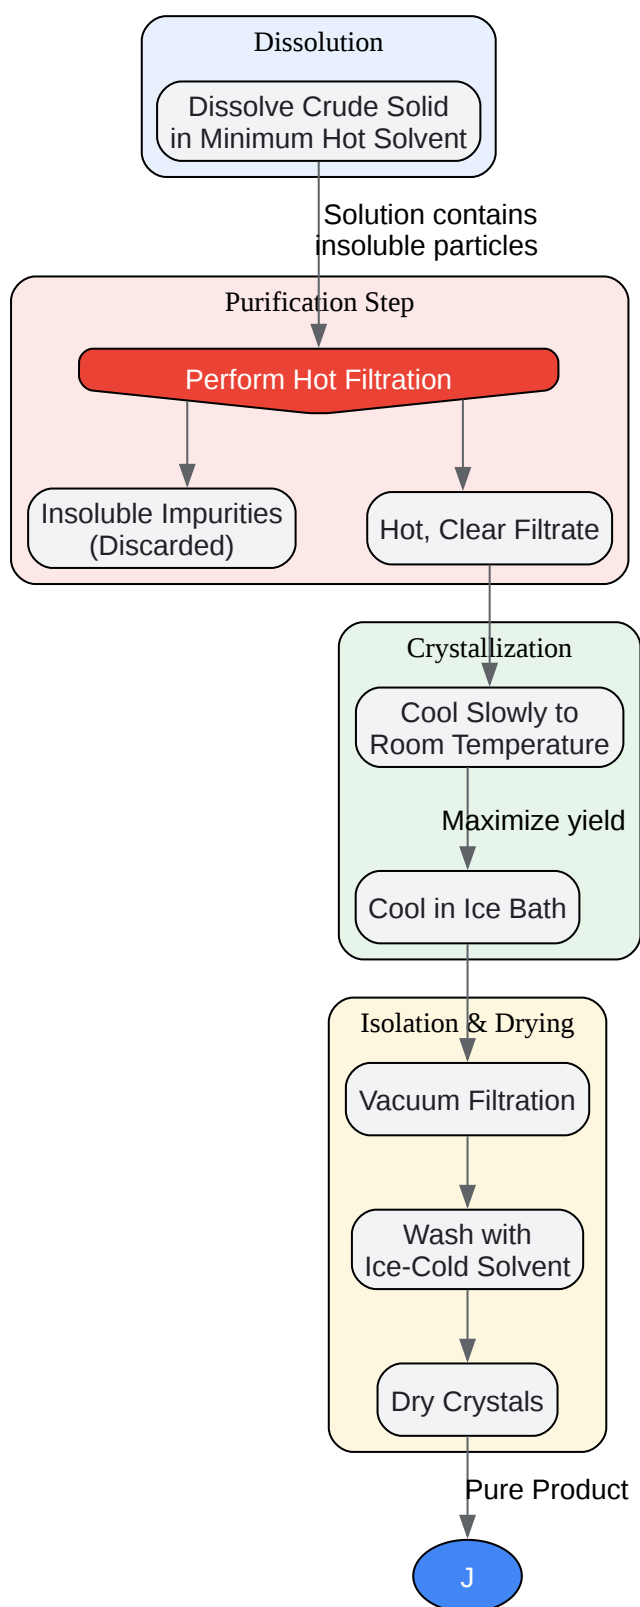 Dissolution
Dissolve Crude Solid
in Minimum Hot Solvent
Solution contains
insoluble particles
Purification Step
Perform Hot Filtration
Insoluble Impurities
(Discarded)
Hot, Clear Filtrate
Crystallization
Cool Slowly to
Room Temperature
Maximize yield
Cool in Ice Bath
Isolation & Drying
Vacuum Filtration
Wash with
Ice-Cold Solvent
Dry Crystals
Pure Product
J